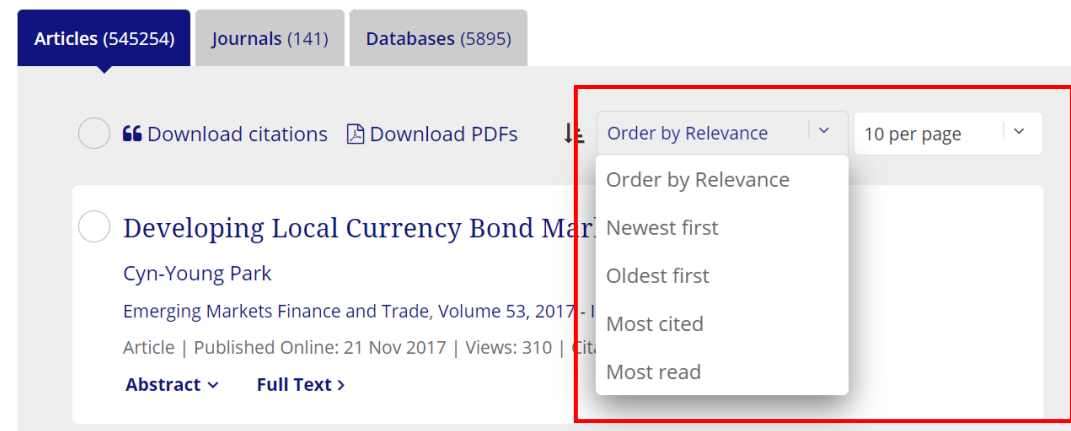 Articles (545254) Journals (141) Databases (5895)
Download citations Download PDFs Order by Relevance 10 per page
Order by Relevance
Developing Local Currency Bond
Newest first
Cyn-Young Park
Oldest first
Emerging Markets Finance and Trade, Volume 53, 2017 -
Most cited
Article | Published Online: 21 Nov 2017 | Views: 310 |
Most read
Abstract Full Text